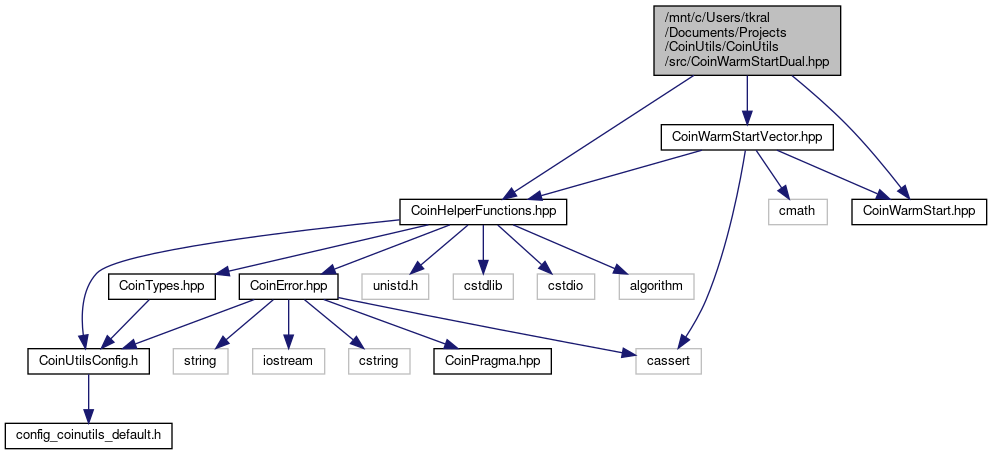 /mnt/c/Users/tkral
/Documents/Projects
/CoinUtils/CoinUtils
/src/CoinWarmStartDual.hpp
CoinWarmStartVector.hpp
CoinHelperFunctions.hpp
cmath
CoinWarmStart.hpp
CoinTypes.hpp
CoinError.hpp
unistd.h
cstdlib
cstdio
algorithm
CoinUtilsConfig.h
string
iostream
cstring
CoinPragma.hpp
cassert
config_coinutils_default.h